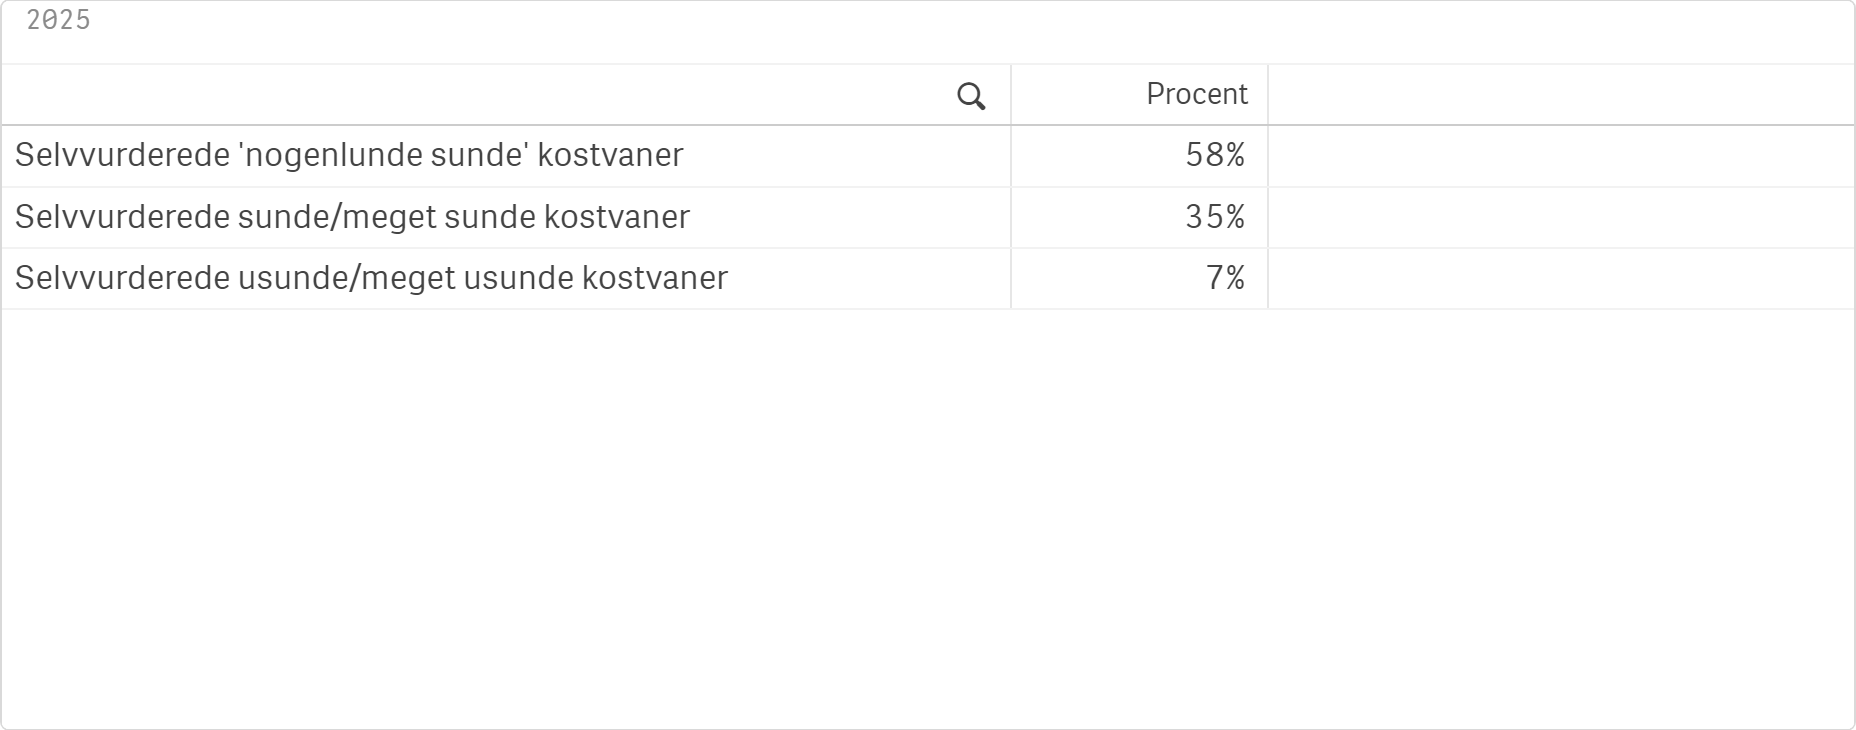 2025
Procent
Selvvurderede 'nogenlunde sunde' kostvaner 58%
Selvvurderede sunde/meget sunde kostvaner 35%
Selvvurderede usunde/meget usunde kostvaner 7%